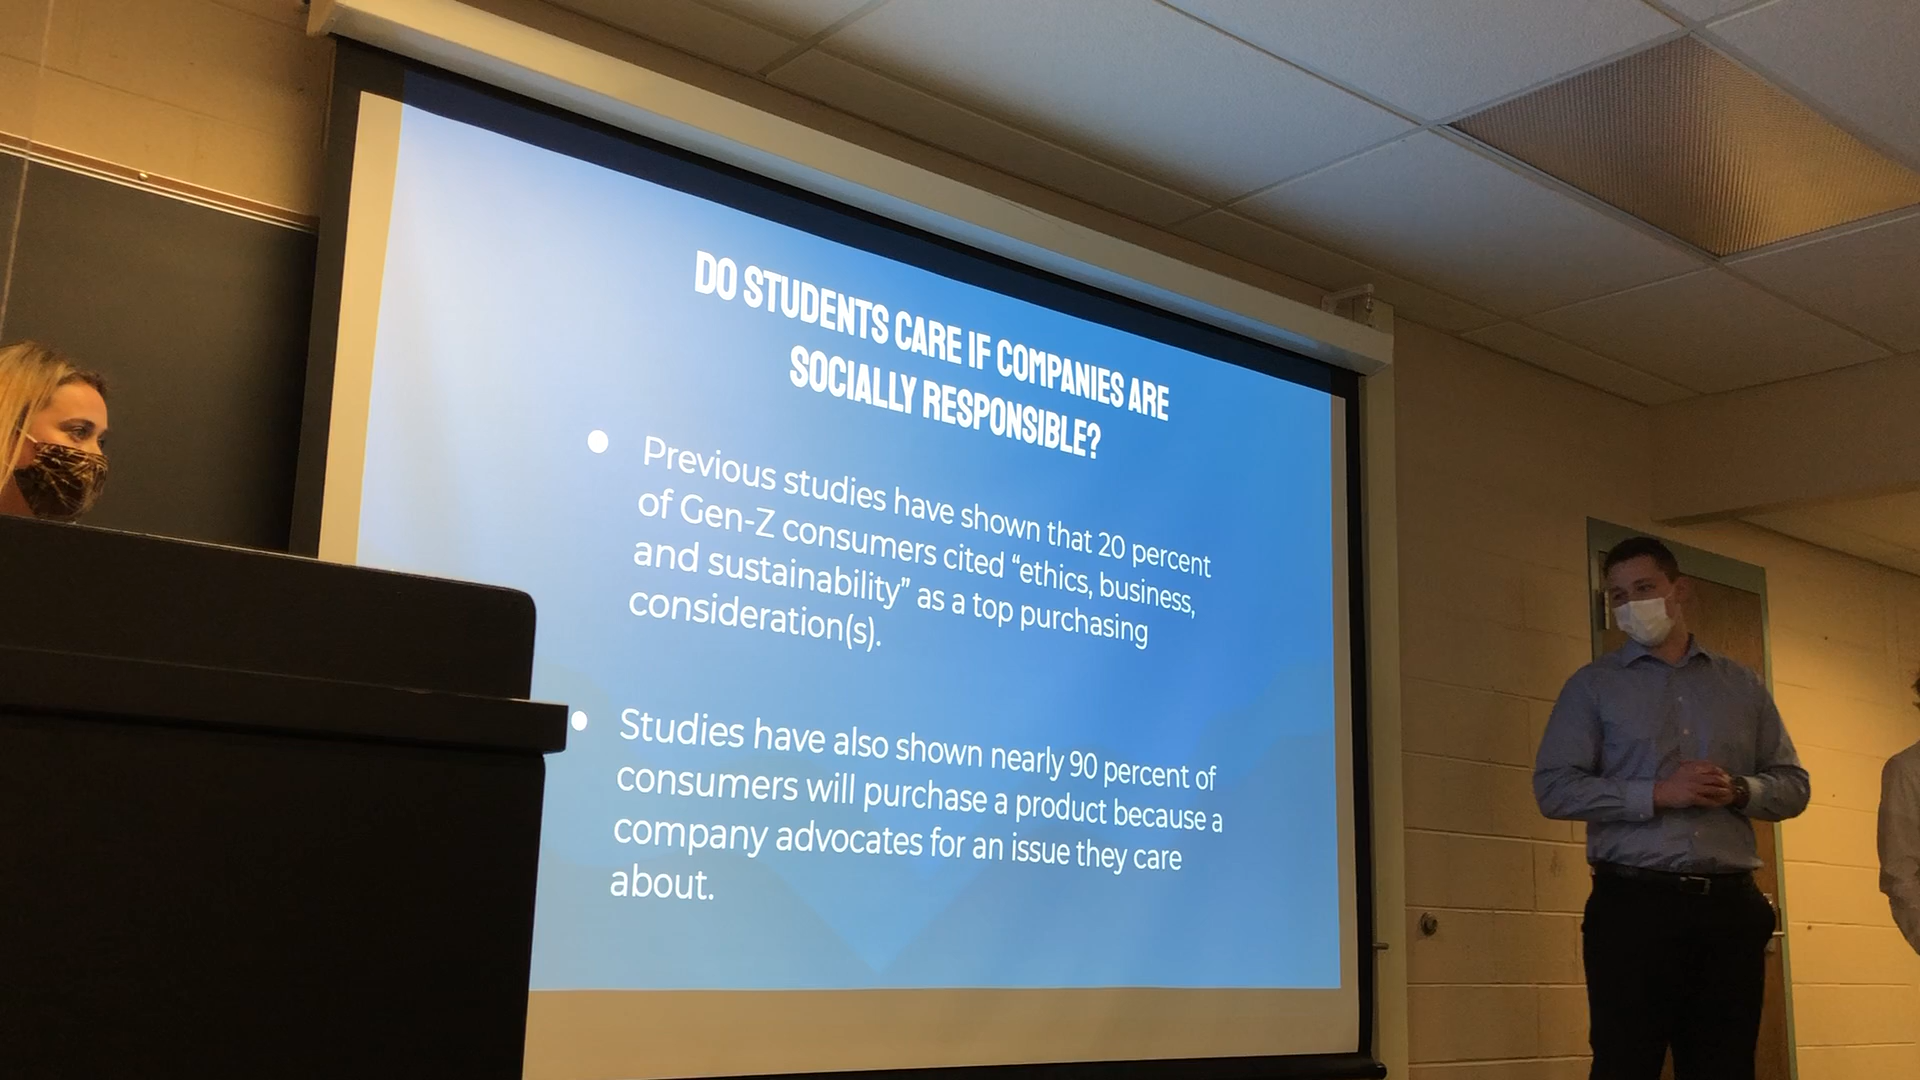 DO STUDENTS CARE IF COMPANIES ARE
SOCIALLY RESPONSIBLE?
● Previous studies have shown that 20 percent
of Gen-Z consumers cited “ethics, business,
and sustainability” as a top purchasing
consideration(s).
● Studies have also shown nearly 90 percent of
consumers will purchase a product because a
company advocates for an issue they care
about.